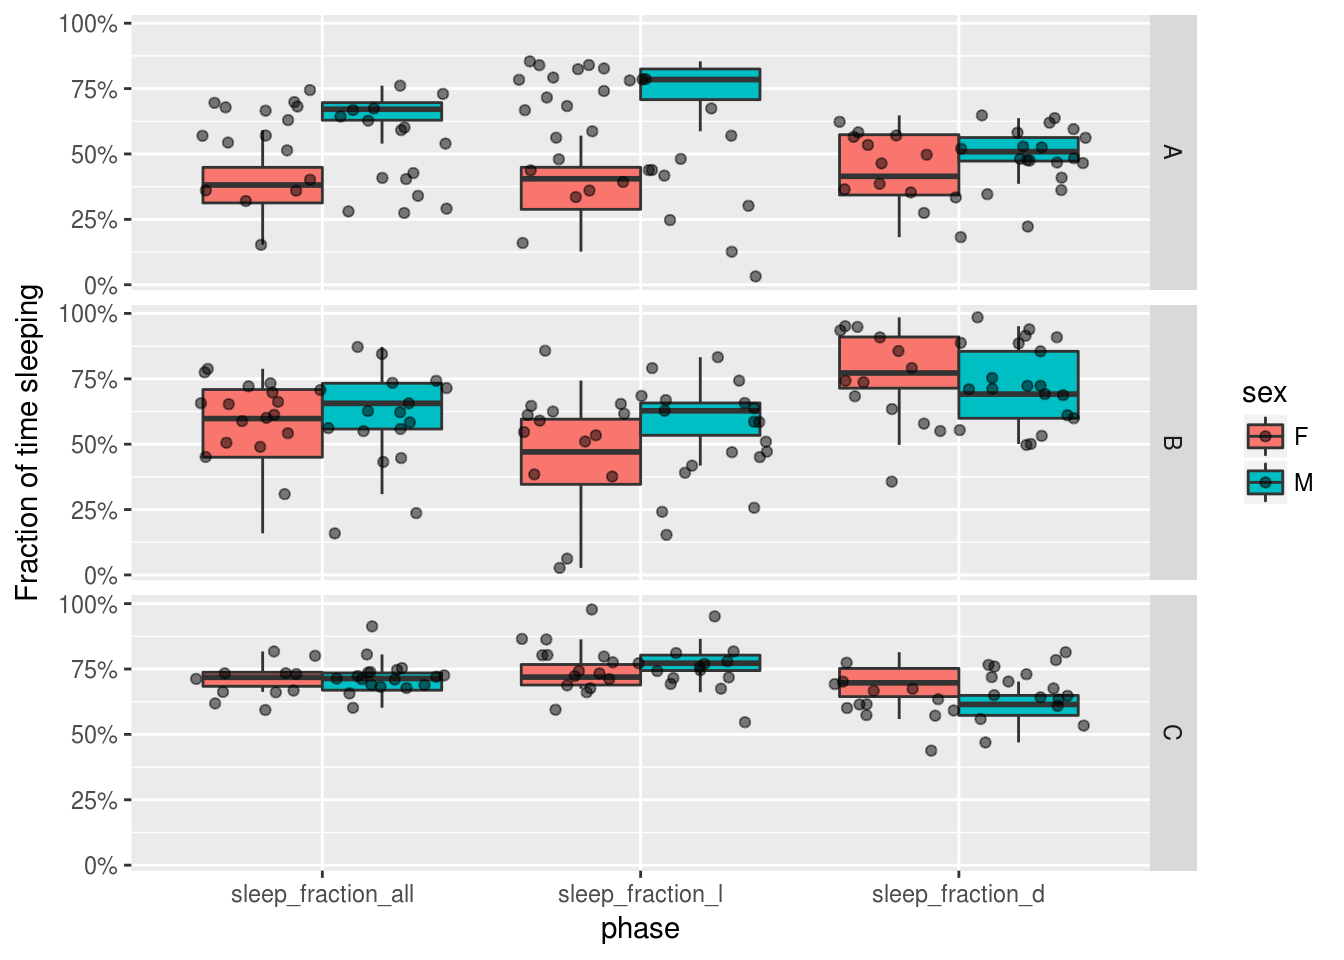 100%
75%
50%
25%
0%
A
100%
75%
50%
25%
0%
B
100%
75%
50%
25%
0%
C
Fraction of time sleeping
sleep_fraction_all
sleep_fraction_l
sleep_fraction_d
phase
sex
F
M